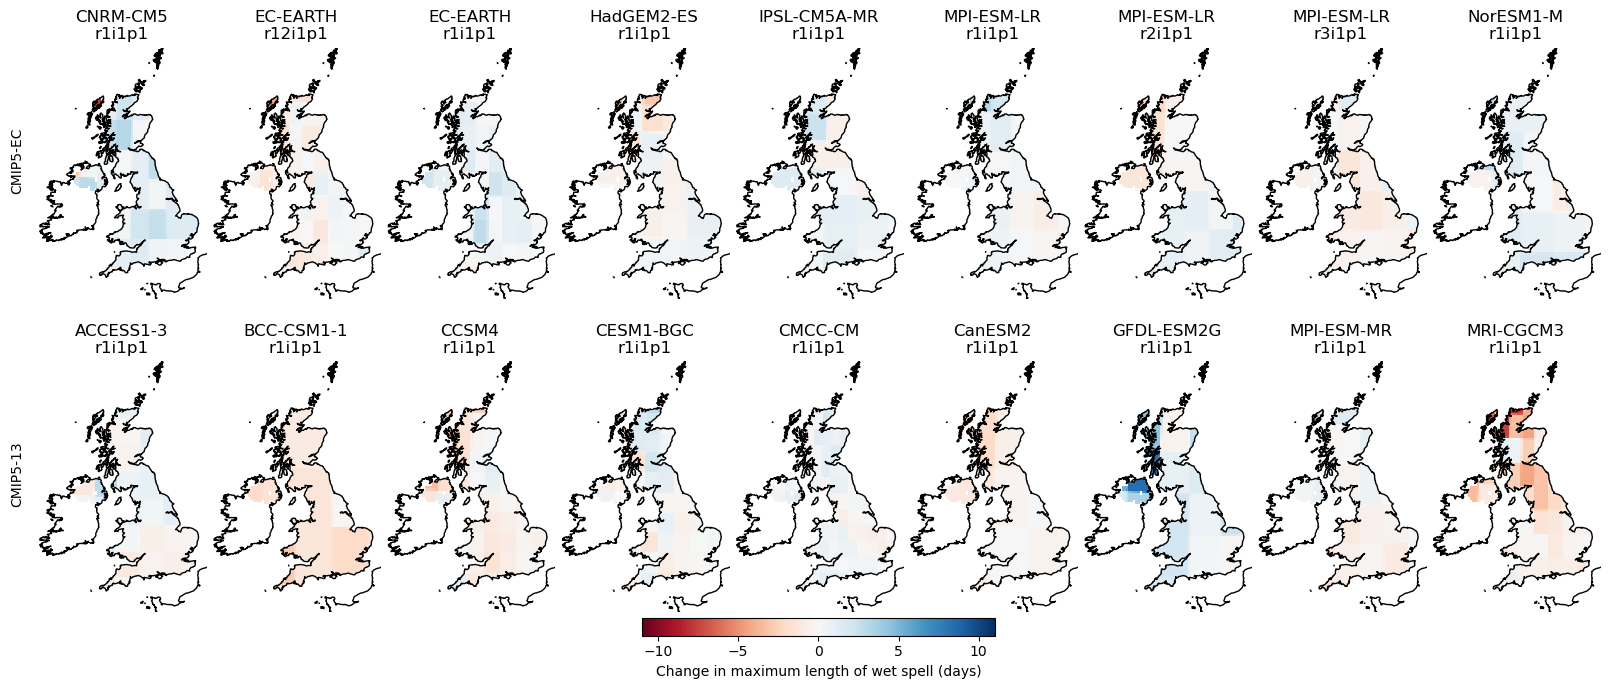 CNRM-CM5
r1i1p1
EC-EARTH
r12i1p1
EC-EARTH
r1i1p1
HadGEM2-ES
r1i1p1
IPSL-CM5A-MR
r1i1p1
MPI-ESM-LR
r1i1p1
MPI-ESM-LR
r2i1p1
MPI-ESM-LR
r3i1p1
NorESM1-M
r1i1p1
CMIP5-EC
ACCESS1-3
r1i1p1
BCC-CSM1-1
r1i1p1
CCSM4
r1i1p1
CESM1-BGC
r1i1p1
CMCC-CM
r1i1p1
CanESM2
r1i1p1
GFDL-ESM2G
r1i1p1
MPI-ESM-MR
r1i1p1
MRI-CGCM3
r1i1p1
CMIP5-13
−10 −5 0 5 10
Change in maximum length of wet spell (days)